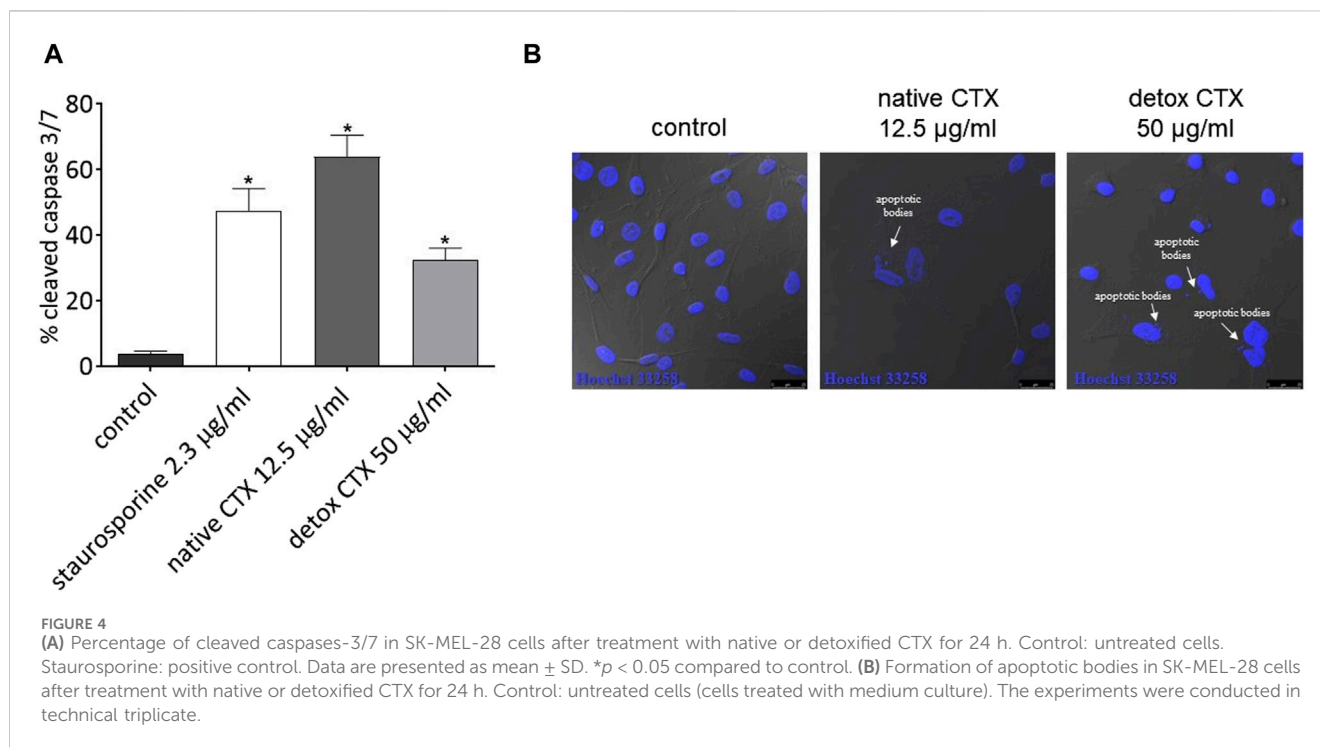 A
B
% cleaved caspase 3/7
80
60
40
20
0
*
*
*
control
staurosporine 2.3 µg/ml
native CTX 12.5 µg/ml
detox CTX 50 µg/ml
control
native CTX
12.5 µg/ml
detox CTX
50 µg/ml
apoptotic
bodies
apoptotic
bodies
apoptotic bodies
apoptotic bodies
Hoechst 33258
Hoechst 33258
Hoechst 33258
FIGURE 4
(A) Percentage of cleaved caspases-3/7 in SK-MEL-28 cells after treatment with native or detoxified CTX for 24 h. Control: untreated cells.
Staurosporine: positive control. Data are presented as mean ± SD. *p < 0.05 compared to control. (B) Formation of apoptotic bodies in SK-MEL-28 cells
after treatment with native or detoxified CTX for 24 h. Control: untreated cells (cells treated with medium culture). The experiments were conducted in
technical triplicate.